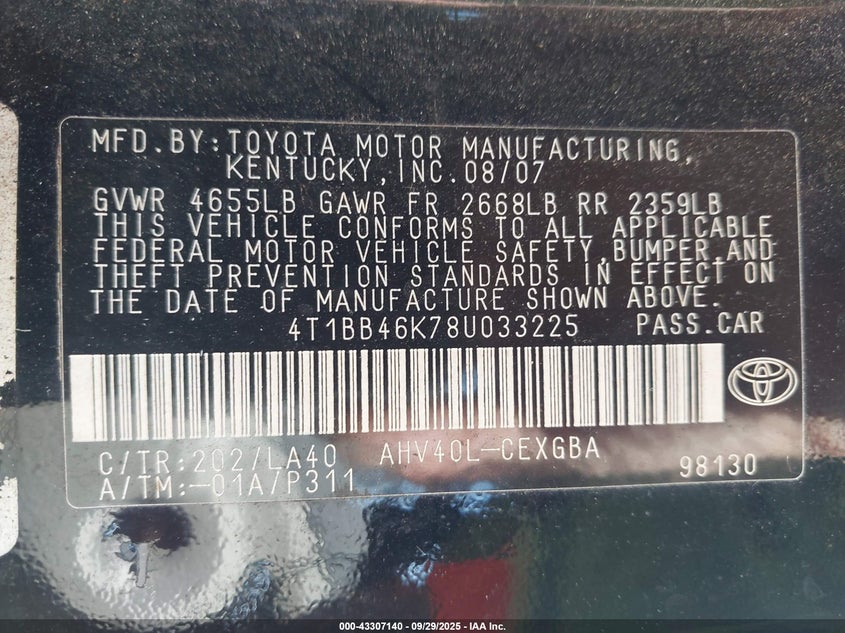 MFD.BY:TOYOTA MOTOR MANUFACTURING,
KENTUCKY,INC.08/07
GVWR 4655LB GAWR FR 2668LB RR 2359LB
THIS VEHICLE CONFORMS TO ALL APPLICABLE
FEDERAL MOTOR VEHICLE SAFETY,BUMPER,AND
THEFT PREVENTION STANDARDS IN EFFECT ON
THE DATE OF MANUFACTURE SHOWN ABOVE.
4T1BB46K78U033225 PASS.CAR
C/TR:202/LA40 AHV40L-CEXGBA 98130
A/TM:-01A/P311
000-43307140 - 09/29/2025 - IAA Inc.